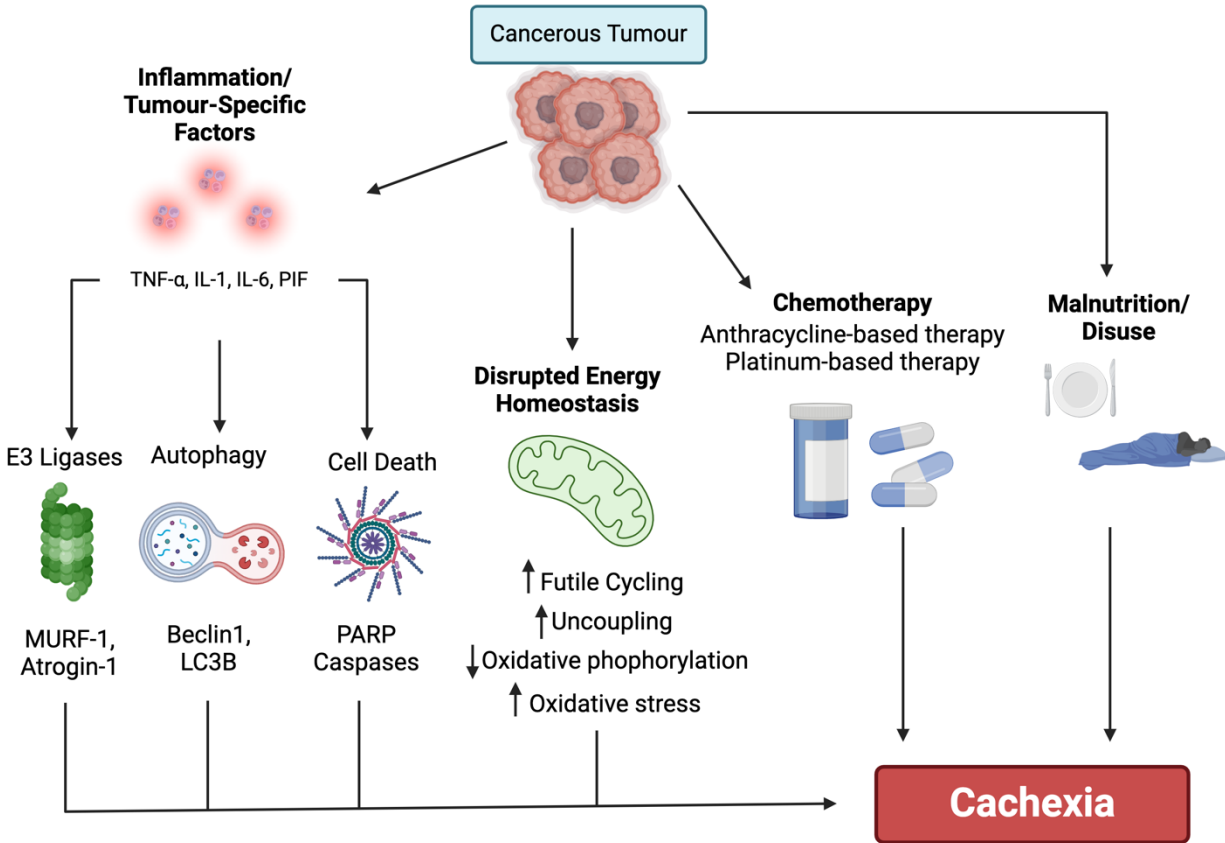 Cancerous Tumour
Inflammation/
Tumour-Specific
Factors
TNF-α, IL-1, IL-6, PIF
E3 Ligases
Autophagy
Cell Death
MURF-1,
Atrogin-1
Beclin1,
LC3B
PARP
Caspases
Disrupted Energy
Homeostasis
Futile Cycling
Uncoupling
Oxidative phophorylation
Oxidative stress
Chemotherapy
Anthracycline-based therapy
Platinum-based therapy
Malnutrition/
Disuse
Cachexia